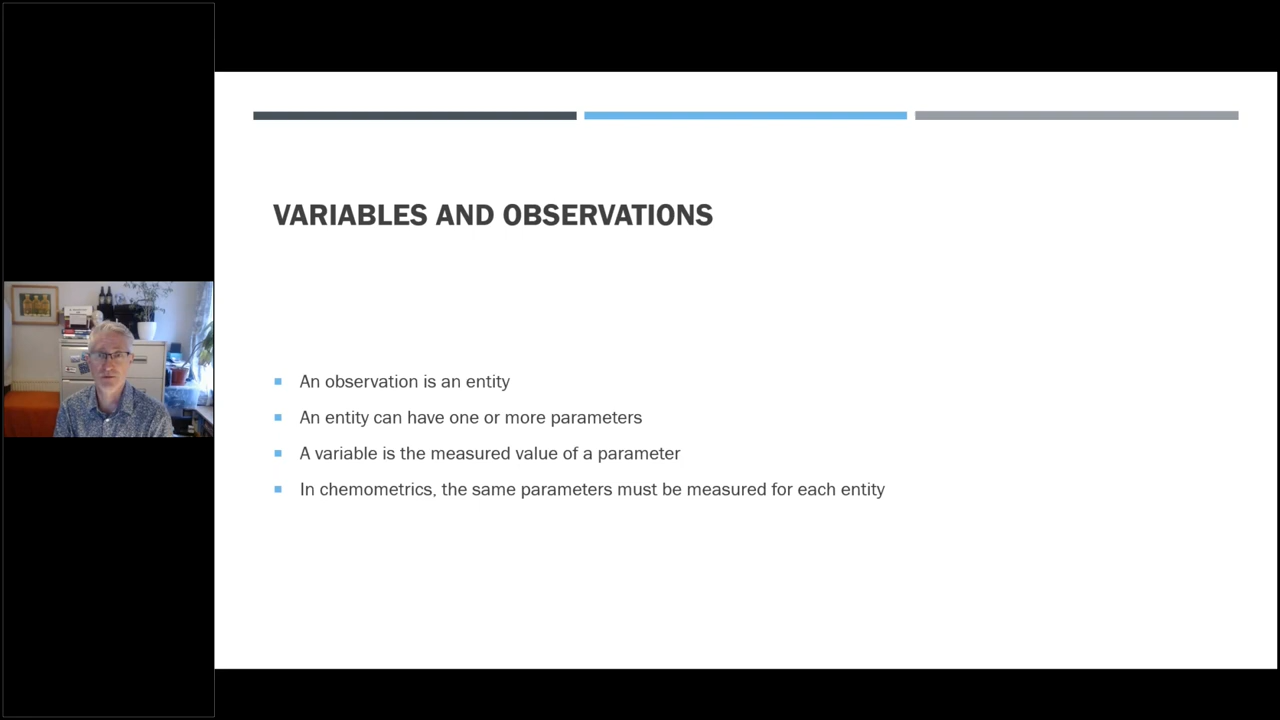 VARIABLES AND OBSERVATIONS
An observation is an entity
An entity can have one or more parameters
A variable is the measured value of a parameter
In chemometrics, the same parameters must be measured for each entity